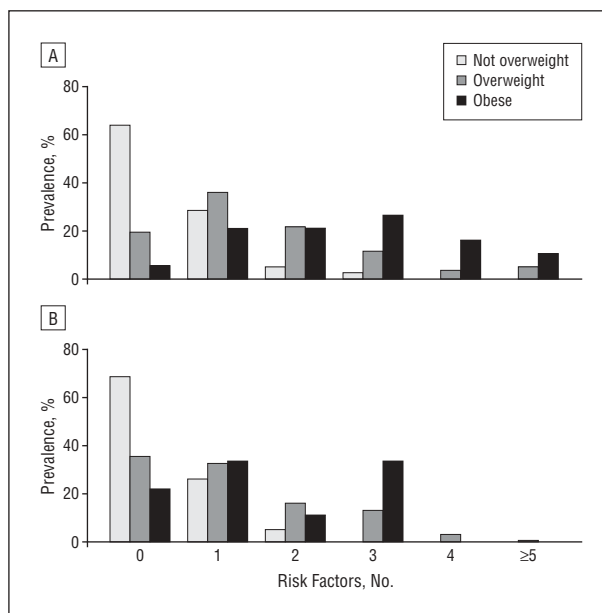 A
Not overweight
Overweight
Obese
80
60
40
20
0
Prevalence, %
B
80
60
40
20
0
Prevalence, %
0 1 2 3 4 ≥5
Risk Factors, No.